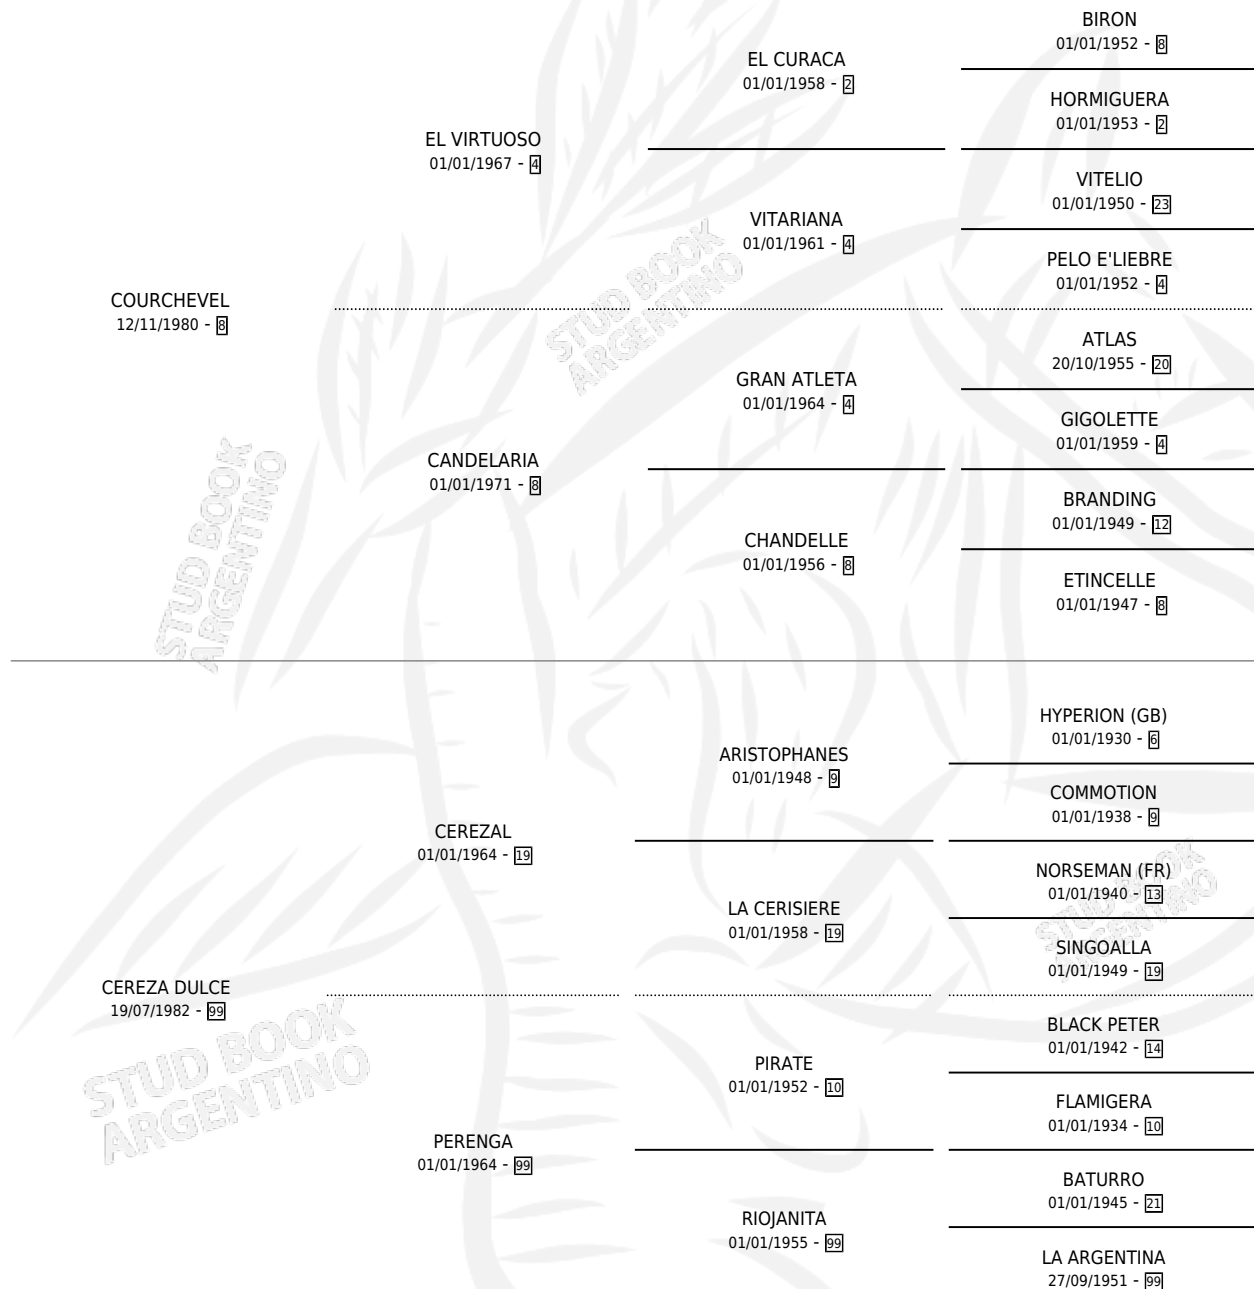 BIRON
01/01/1952 - 8
EL CURACA
01/01/1958 - 2
HORMIGUERA
01/01/1953 - 2
EL VIRTUOSO
01/01/1967 - 4
VITELIO
01/01/1950 - 23
VITARIANA
01/01/1961 - 4
PELO E'LIEBRE
01/01/1952 - 4
COURCHEVEL
12/11/1980 - 8
STUD BOOK
ARGENTINO
ATLAS
20/10/1955 - 20
GRAN ATLETA
01/01/1964 - 4
GIGOLETTE
01/01/1959 - 4
CANDELARIA
01/01/1971 - 8
BRANDING
01/01/1949 - 12
CHANDELLE
01/01/1956 - 8
ETINCELLE
01/01/1947 - 8
STUD BOOK
ARGENTINO
HYPERION (GB)
01/01/1930 - 6
ARISTOPHANES
01/01/1948 - 9
COMMOTION
01/01/1938 - 9
CEREZAL
01/01/1964 - 19
NORSEMAN (FR)
01/01/1940 - 13
LA CERISIERE
01/01/1958 - 19
STUD BOOK
ARGENTINO
SINGOALLA
01/01/1949 - 19
CEREZA DULCE
19/07/1982 - 99
STUD BOOK
ARGENTINO
BLACK PETER
01/01/1942 - 14
PIRATE
01/01/1952 - 10
FLAMIGERA
01/01/1934 - 10
PERENGA
01/01/1964 - 99
BATURRO
01/01/1945 - 21
RIOJANITA
01/01/1955 - 99
LA ARGENTINA
27/09/1951 - 99